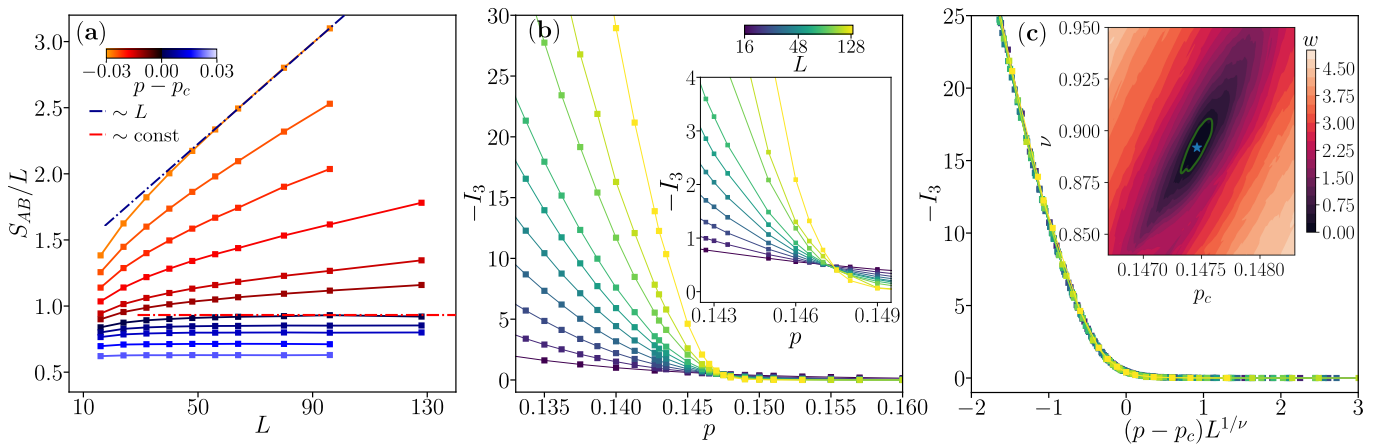 (a)
3.0
2.5
2.0
1.5
1.0
0.5
S_{AB}/L
−0.03 0.00 0.03
p − p_c
∼ L
∼ const
10 50 90 130
L
(b)
30
25
20
15
10
5
0
−I_3
0.135 0.140 0.145 0.150 0.155 0.160
p
16 48 128
L
4
3
2
1
0
−I_3
0.143 0.146 0.149
p
(c)
25
20
15
10
5
0
−I_3
−2 −1 0 1 2 3
(p − p_c)L^{1/ν}
0.950
0.925
0.900
0.875
0.850
ν
0.1470 0.1475 0.1480
p_c
w
4.50
3.75
3.00
2.25
1.50
0.75
0.00